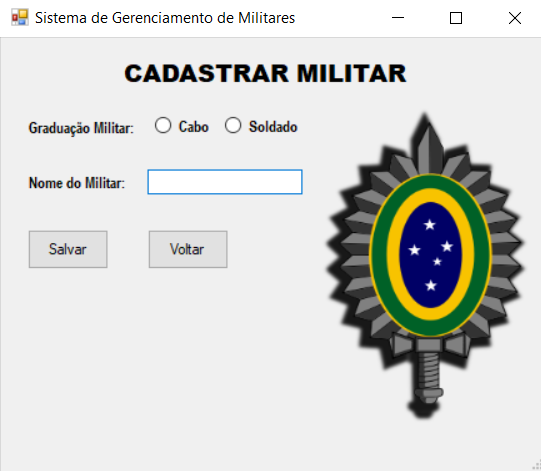 Sistema de Gerenciamento de Militares
CADASTRAR MILITAR
Graduação Militar: Cabo Soldado
Nome do Militar:
Salvar Voltar